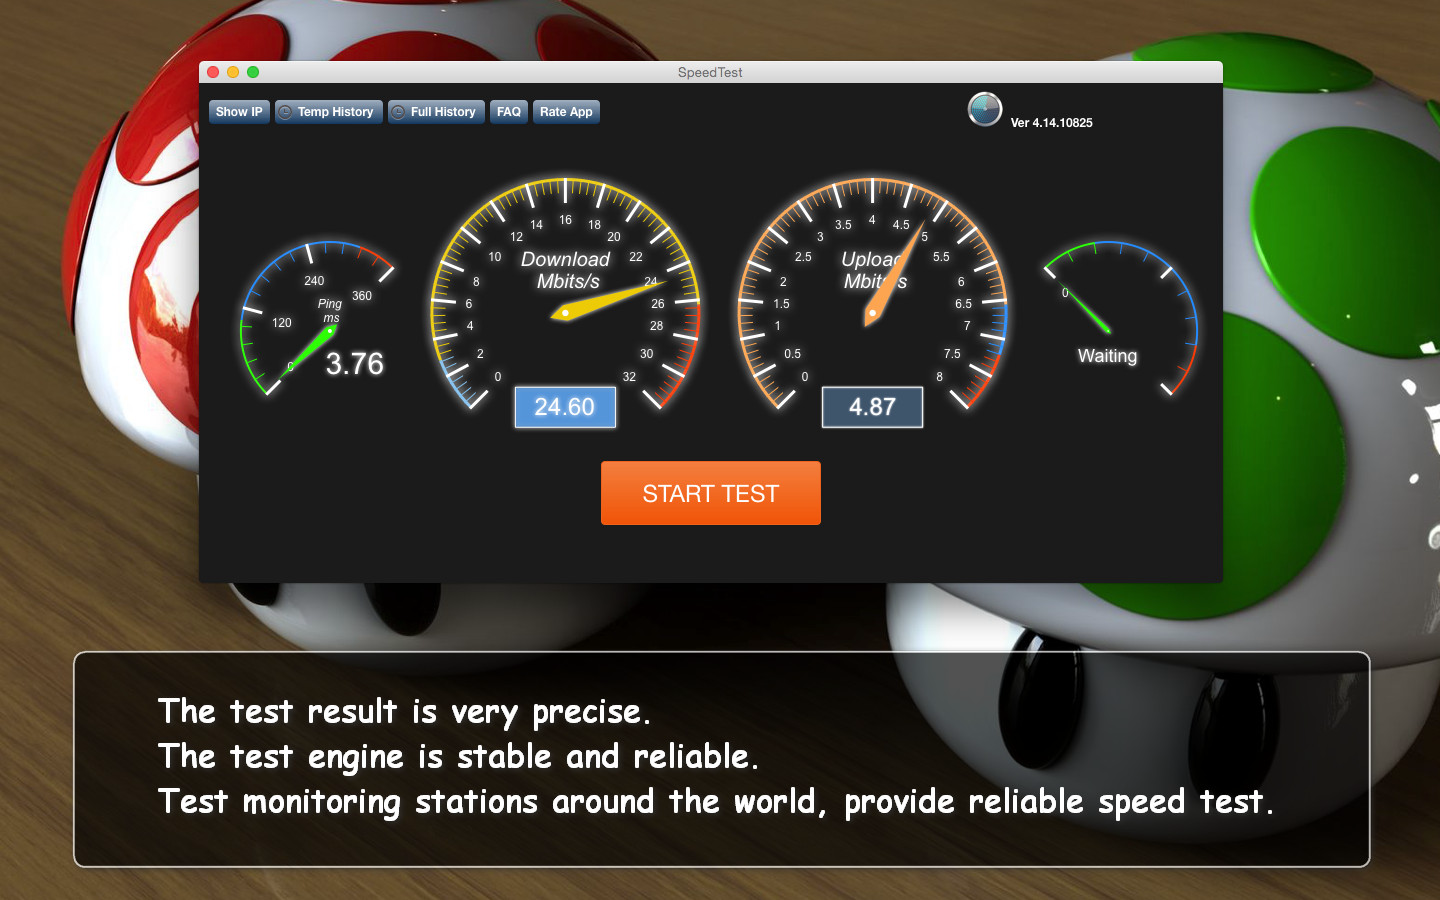 SpeedTest
Show IP
Temp History
Full History
FAQ
Rate App
Ver 4.14.10825
0
120
240
360
Ping
ms
3.76
0
2
4
6
8
10
12
14
16
18
20
22
24
26
28
30
32
Download
Mbits/s
24.60
0
0.5
1
1.5
2
2.5
3
3.5
4
4.5
5
5.5
6
6.5
7
7.5
8
Upload
Mbits/s
4.87
0
Waiting
START TEST
The test result is very precise.
The test engine is stable and reliable.
Test monitoring stations around the world, provide reliable speed test.